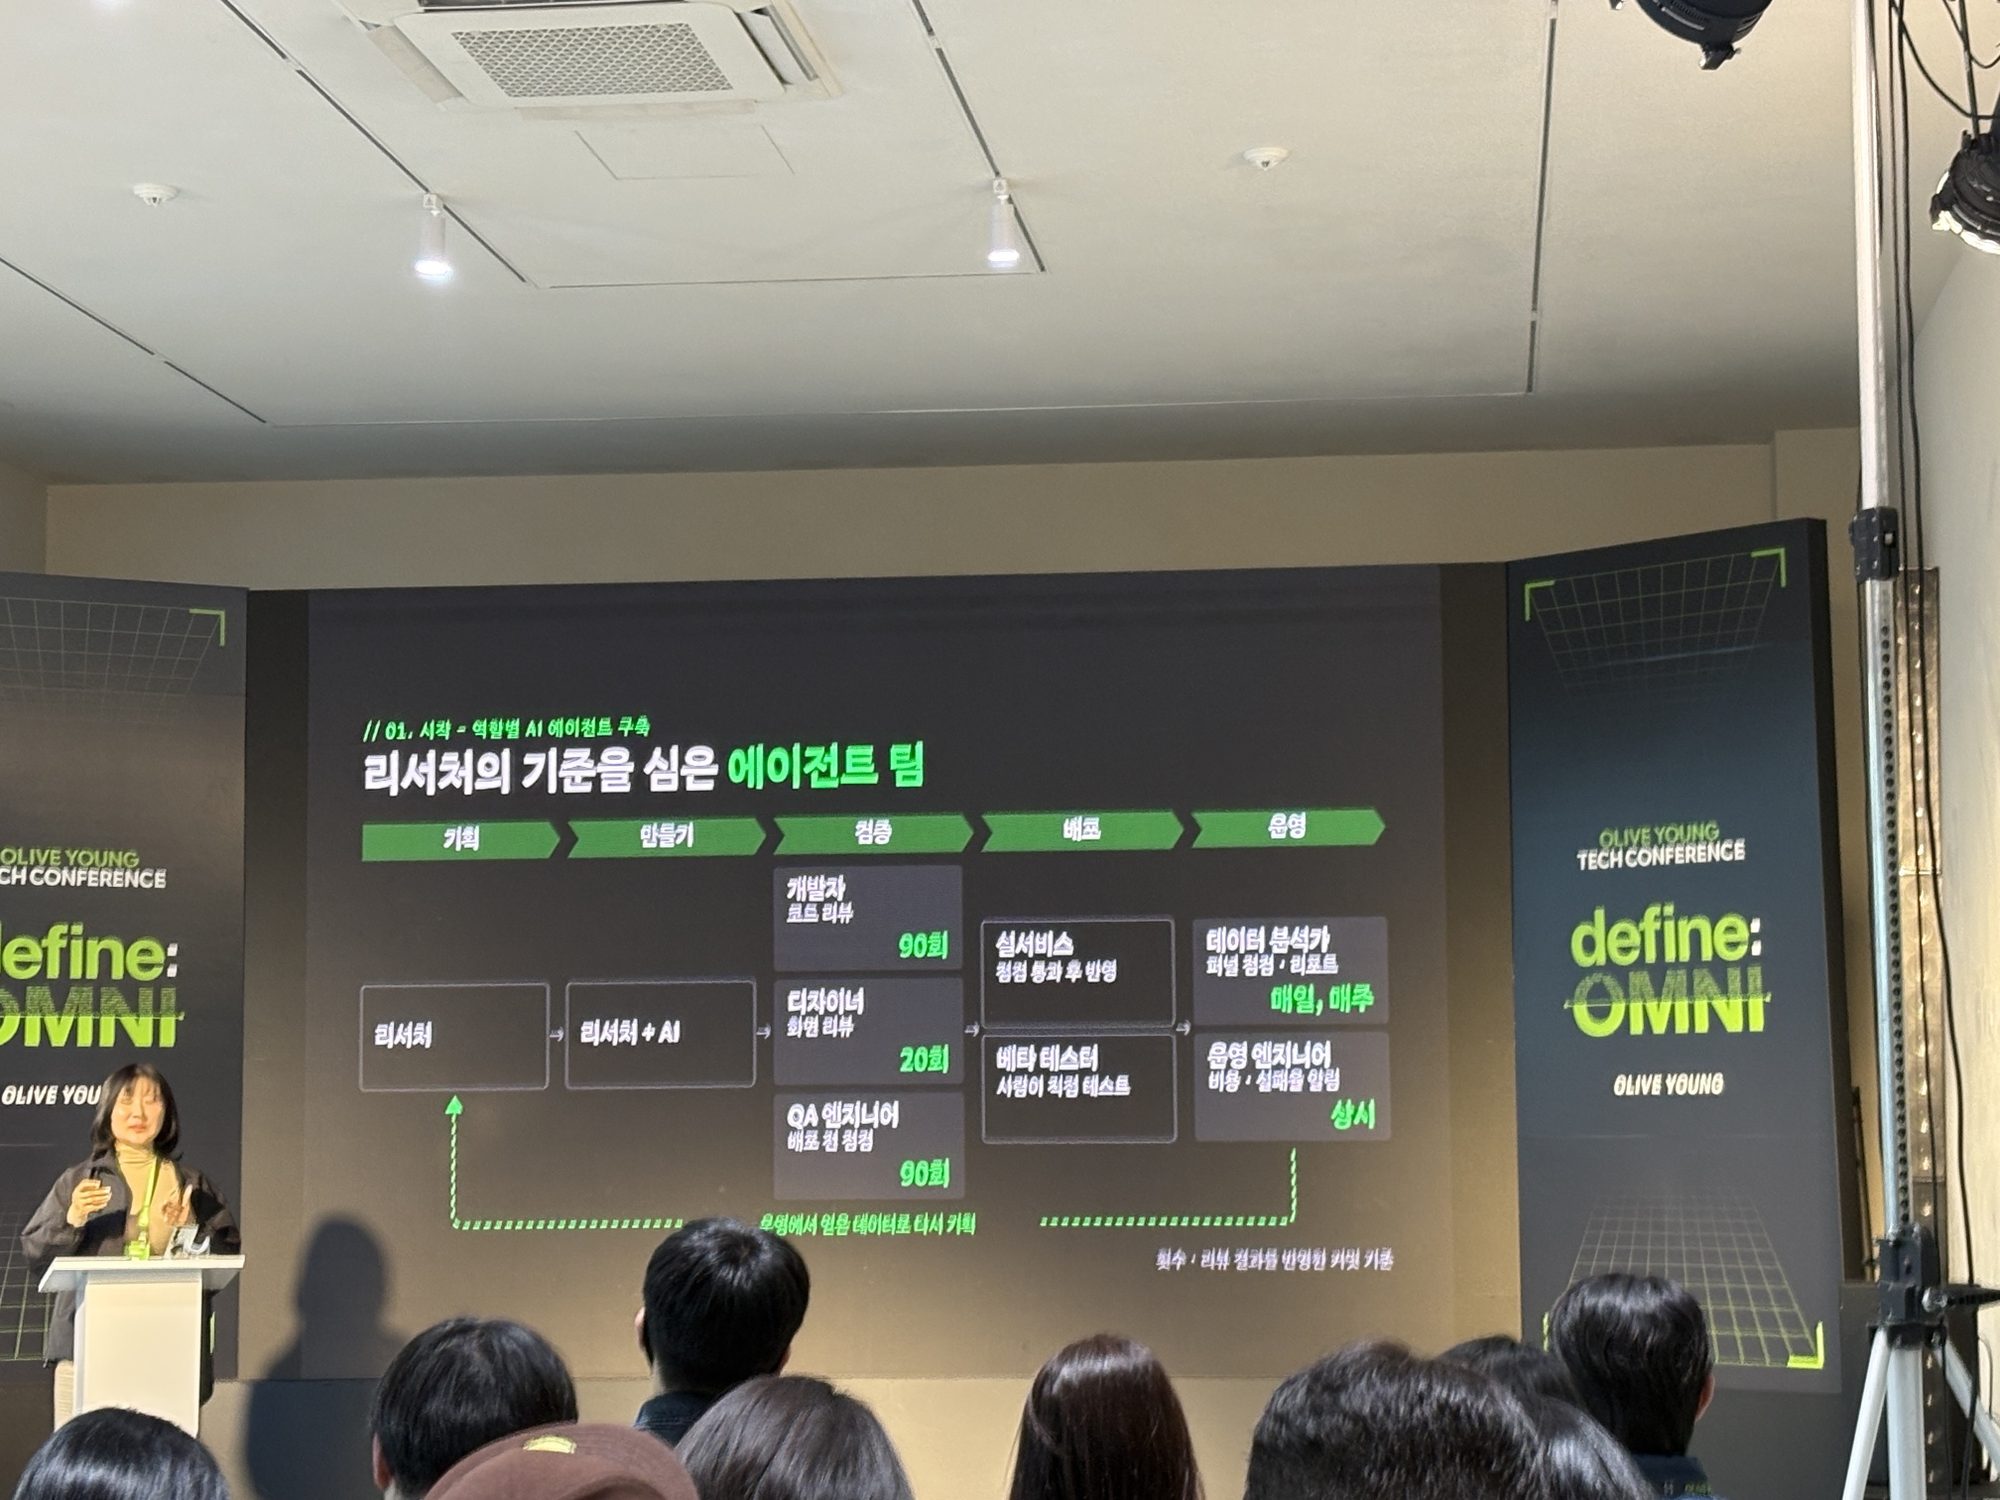 // 01. 시작 - 역할별 AI 에이전트 구축
리서처의 기준을 심은 에이전트 팀
기획
만들기
검증
배포
운영
리서처
리서처 + AI
개발자
코드 리뷰
90회
디자이너
화면 리뷰
20회
QA 엔지니어
배포 전 점검
90회
실서비스
점검 통과 후 반영
베타 테스터
사람이 직접 테스트
데이터 분석가
퍼널 점검 · 리포트
매일, 매주
운영 엔지니어
비용 · 실패율 알림
상시
운영에서 얻은 데이터로 다시 기획
횟수 · 리뷰 결과를 반영한 커밋 기준
OLIVE YOUNG
CH CONFERENCE
efine:
OMNI
OLIVE YOU
OLIVE YOUNG
TECH CONFERENCE
define:
OMNI
OLIVE YOUNG